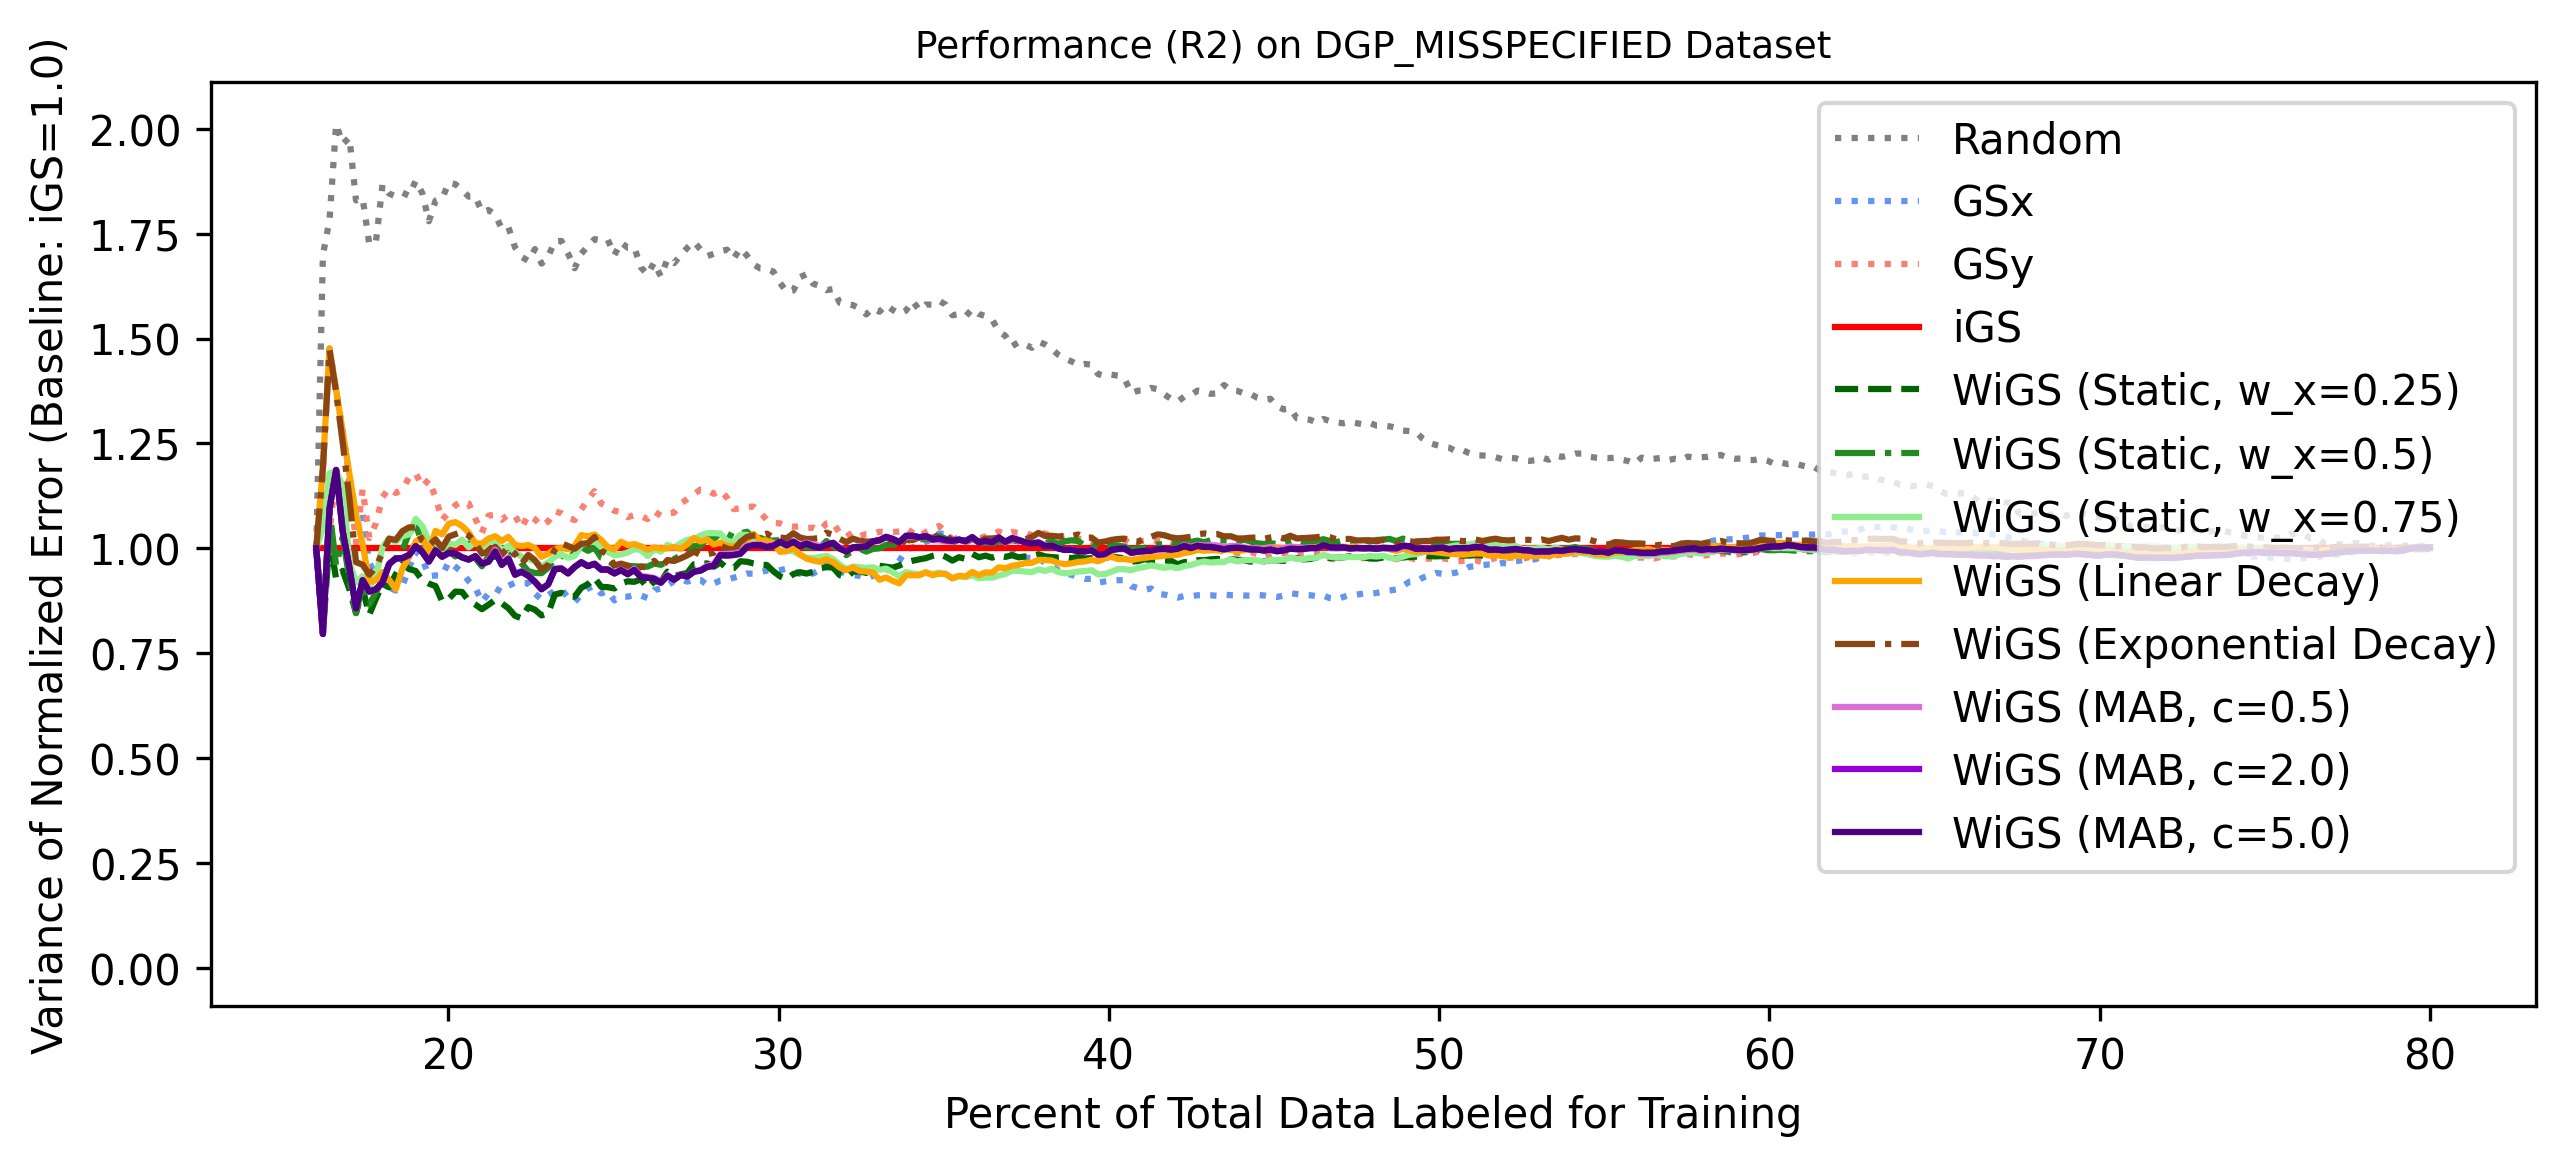 Performance (R2) on DGP_MISSPECIFIED Dataset
Variance of Normalized Error (Baseline: iGS=1.0)
2.00
1.75
1.50
1.25
1.00
0.75
0.50
0.25
0.00
Random
GSx
GSy
iGS
WiGS (Static, w_x=0.25)
WiGS (Static, w_x=0.5)
WiGS (Static, w_x=0.75)
WiGS (Linear Decay)
WiGS (Exponential Decay)
WiGS (MAB, c=0.5)
WiGS (MAB, c=2.0)
WiGS (MAB, c=5.0)
20 30 40 50 60 70 80
Percent of Total Data Labeled for Training